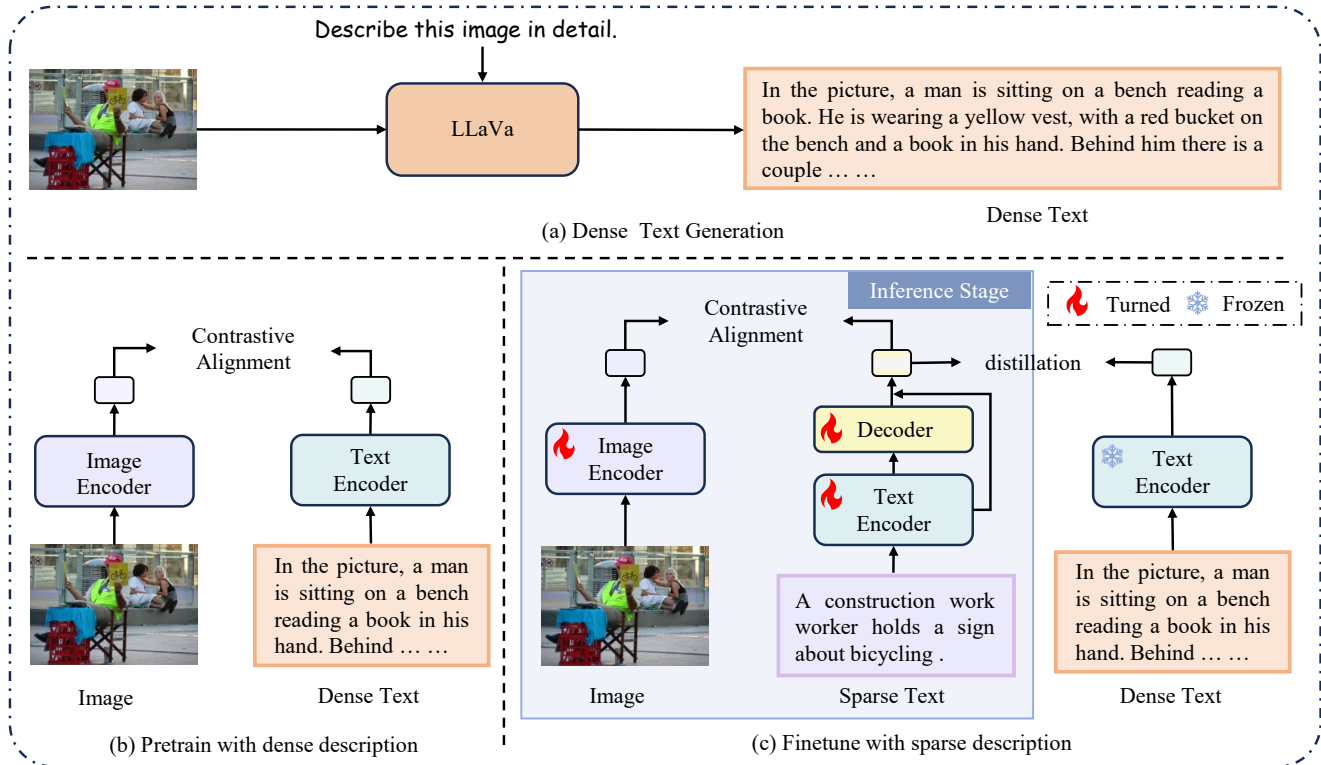 Describe this image in detail.
LLaVa
In the picture, a man is sitting on a bench reading a
book. He is wearing a yellow vest, with a red bucket on
the bench and a book in his hand. Behind him there is a
couple … …
Dense Text
(a) Dense Text Generation
Contrastive
Alignment
Image
Encoder
Text
Encoder
In the picture, a man
is sitting on a bench
reading a book in his
hand. Behind … …
Image
Dense Text
(b) Pretrain with dense description
Inference Stage
Turned
Frozen
Contrastive
Alignment
distillation
Image
Encoder
Decoder
Text
Encoder
Text
Encoder
A construction work
worker holds a sign
about bicycling .
In the picture, a man
is sitting on a bench
reading a book in his
hand. Behind … …
Image
Sparse Text
Dense Text
(c) Finetune with sparse description